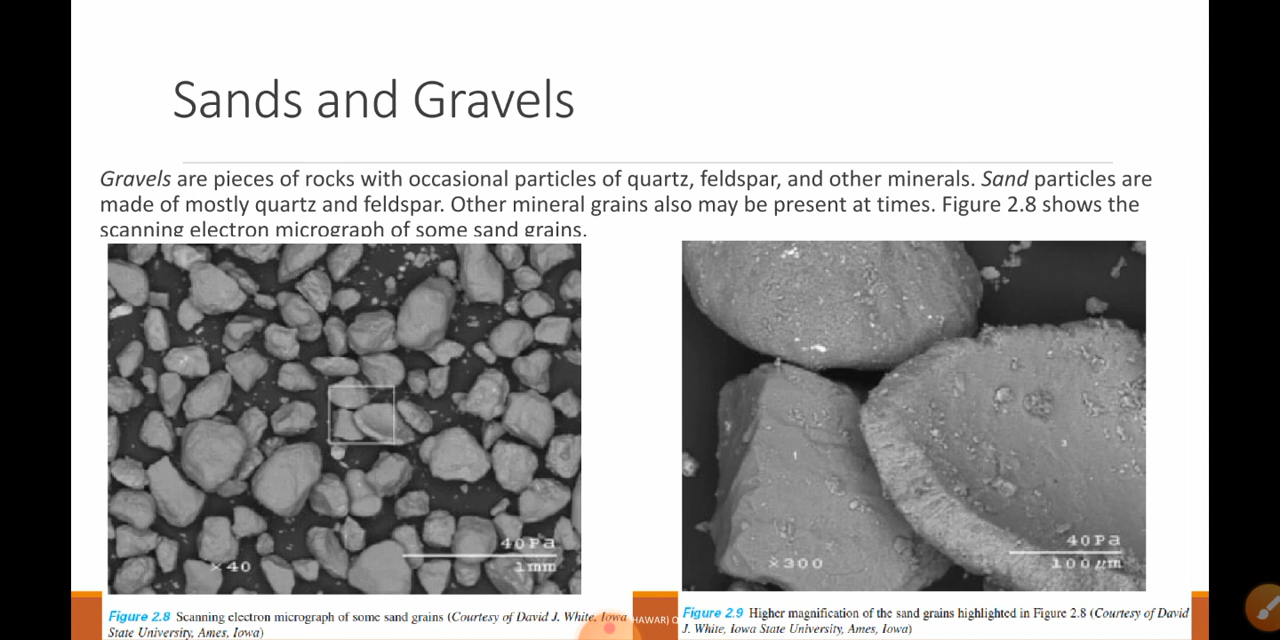 Sands and Gravels
Gravels are pieces of rocks with occasional particles of quartz, feldspar, and other minerals. Sand particles are
made of mostly quartz and feldspar. Other mineral grains also may be present at times. Figure 2.8 shows the
scanning electron micrograph of some sand grains.
40Pa
×40 1mm
1
3
40Pa
×300 100μm
Figure 2.8 Scanning electron micrograph of some sand grains (Courtesy of David J. White, Iowa
State University, Ames, Iowa)
HAWAR)
Figure 2.9 Higher magnification of the sand grains highlighted in Figure 2.8 (Courtesy of David
J. White, Iowa State University, Ames, Iowa)